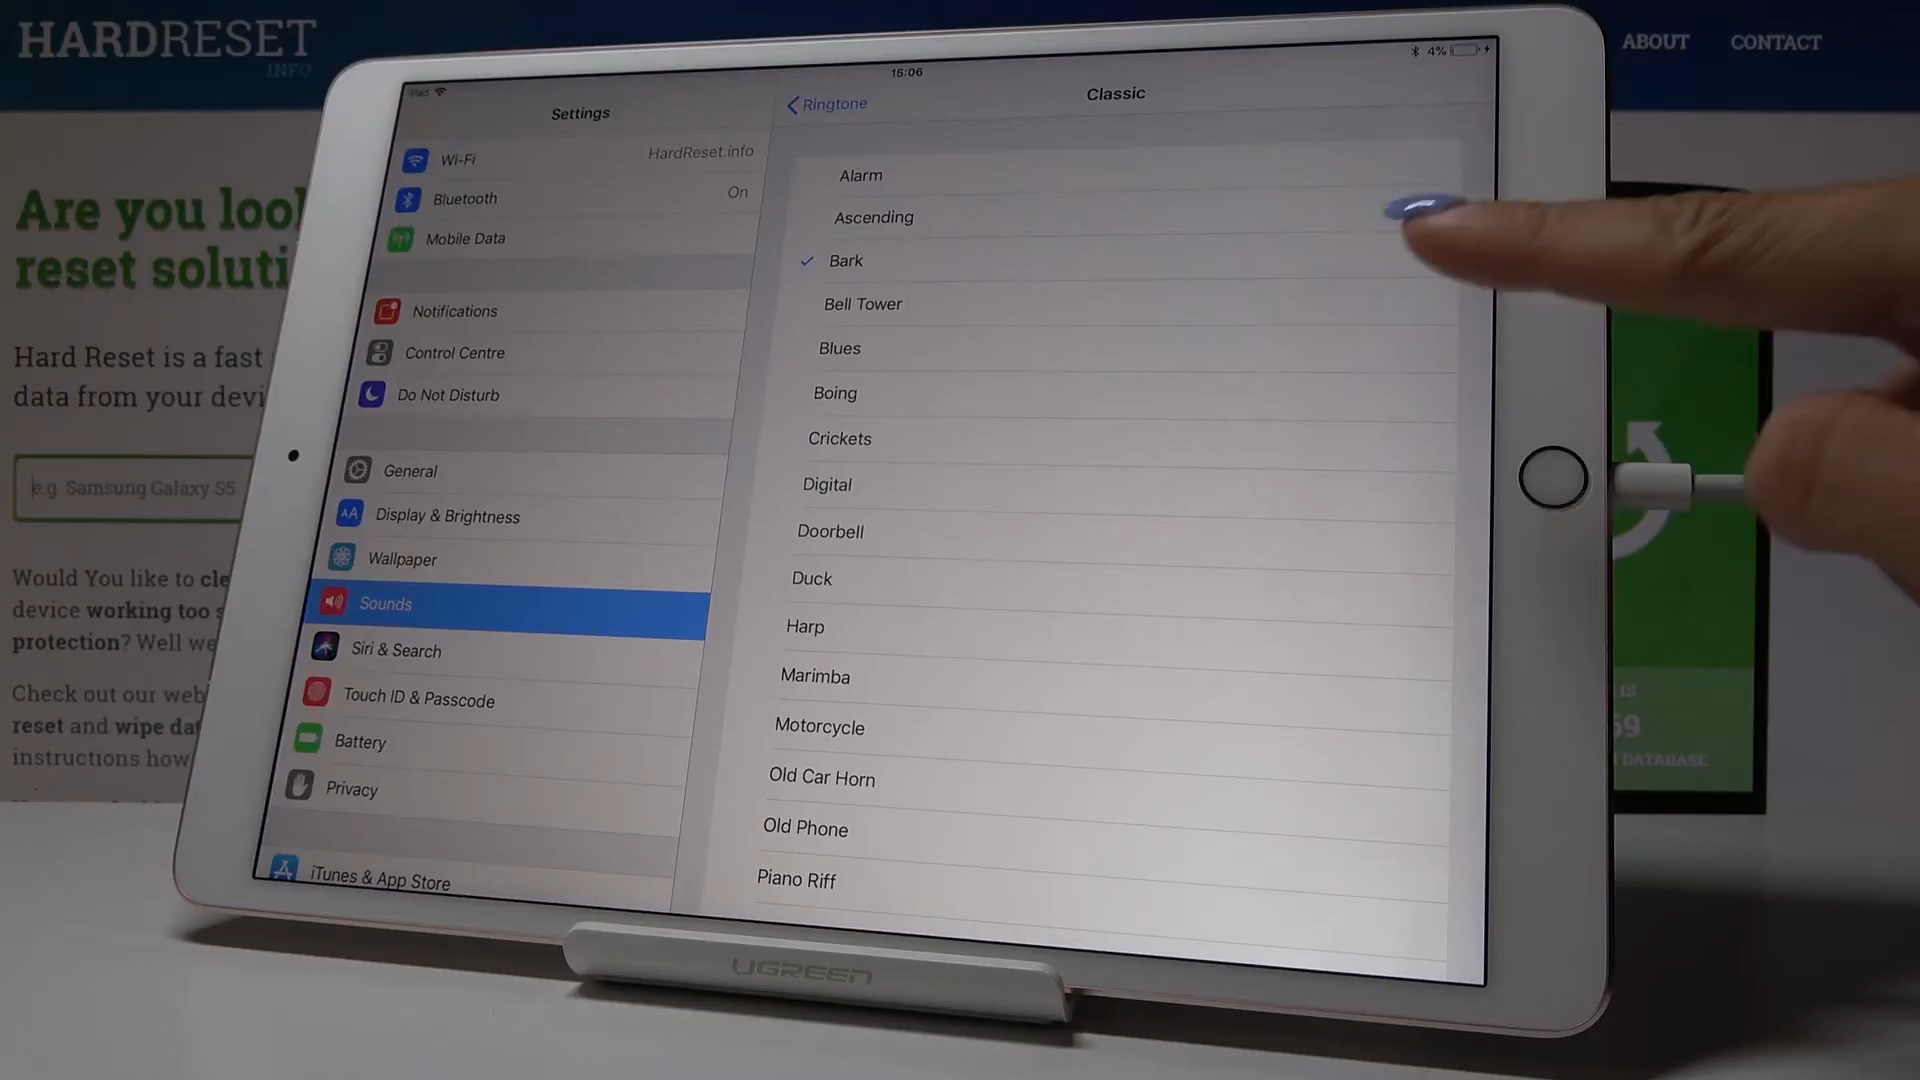 HARDRESET
INFO
ABOUT
CONTACT
Are you lool
reset soluti
Hard Reset is a fast
data from your devi
e.g Samsung Galaxy S5
Would You like to cle
device working too s
protection? Well we
Check out our web
reset and wipe dat
instructions how
iPad
15:06
4%
Settings
Wi-Fi
HardReset.info
Bluetooth
On
Mobile Data
Notifications
Control Centre
Do Not Disturb
General
Display & Brightness
Wallpaper
Sounds
Siri & Search
Touch ID & Passcode
Battery
Privacy
iTunes & App Store
Ringtone
Classic
Alarm
Ascending
Bark
Bell Tower
Blues
Boing
Crickets
Digital
Doorbell
Duck
Harp
Marimba
Motorcycle
Old Car Horn
Old Phone
Piano Riff
IS
59
DATABASE
UGREEN